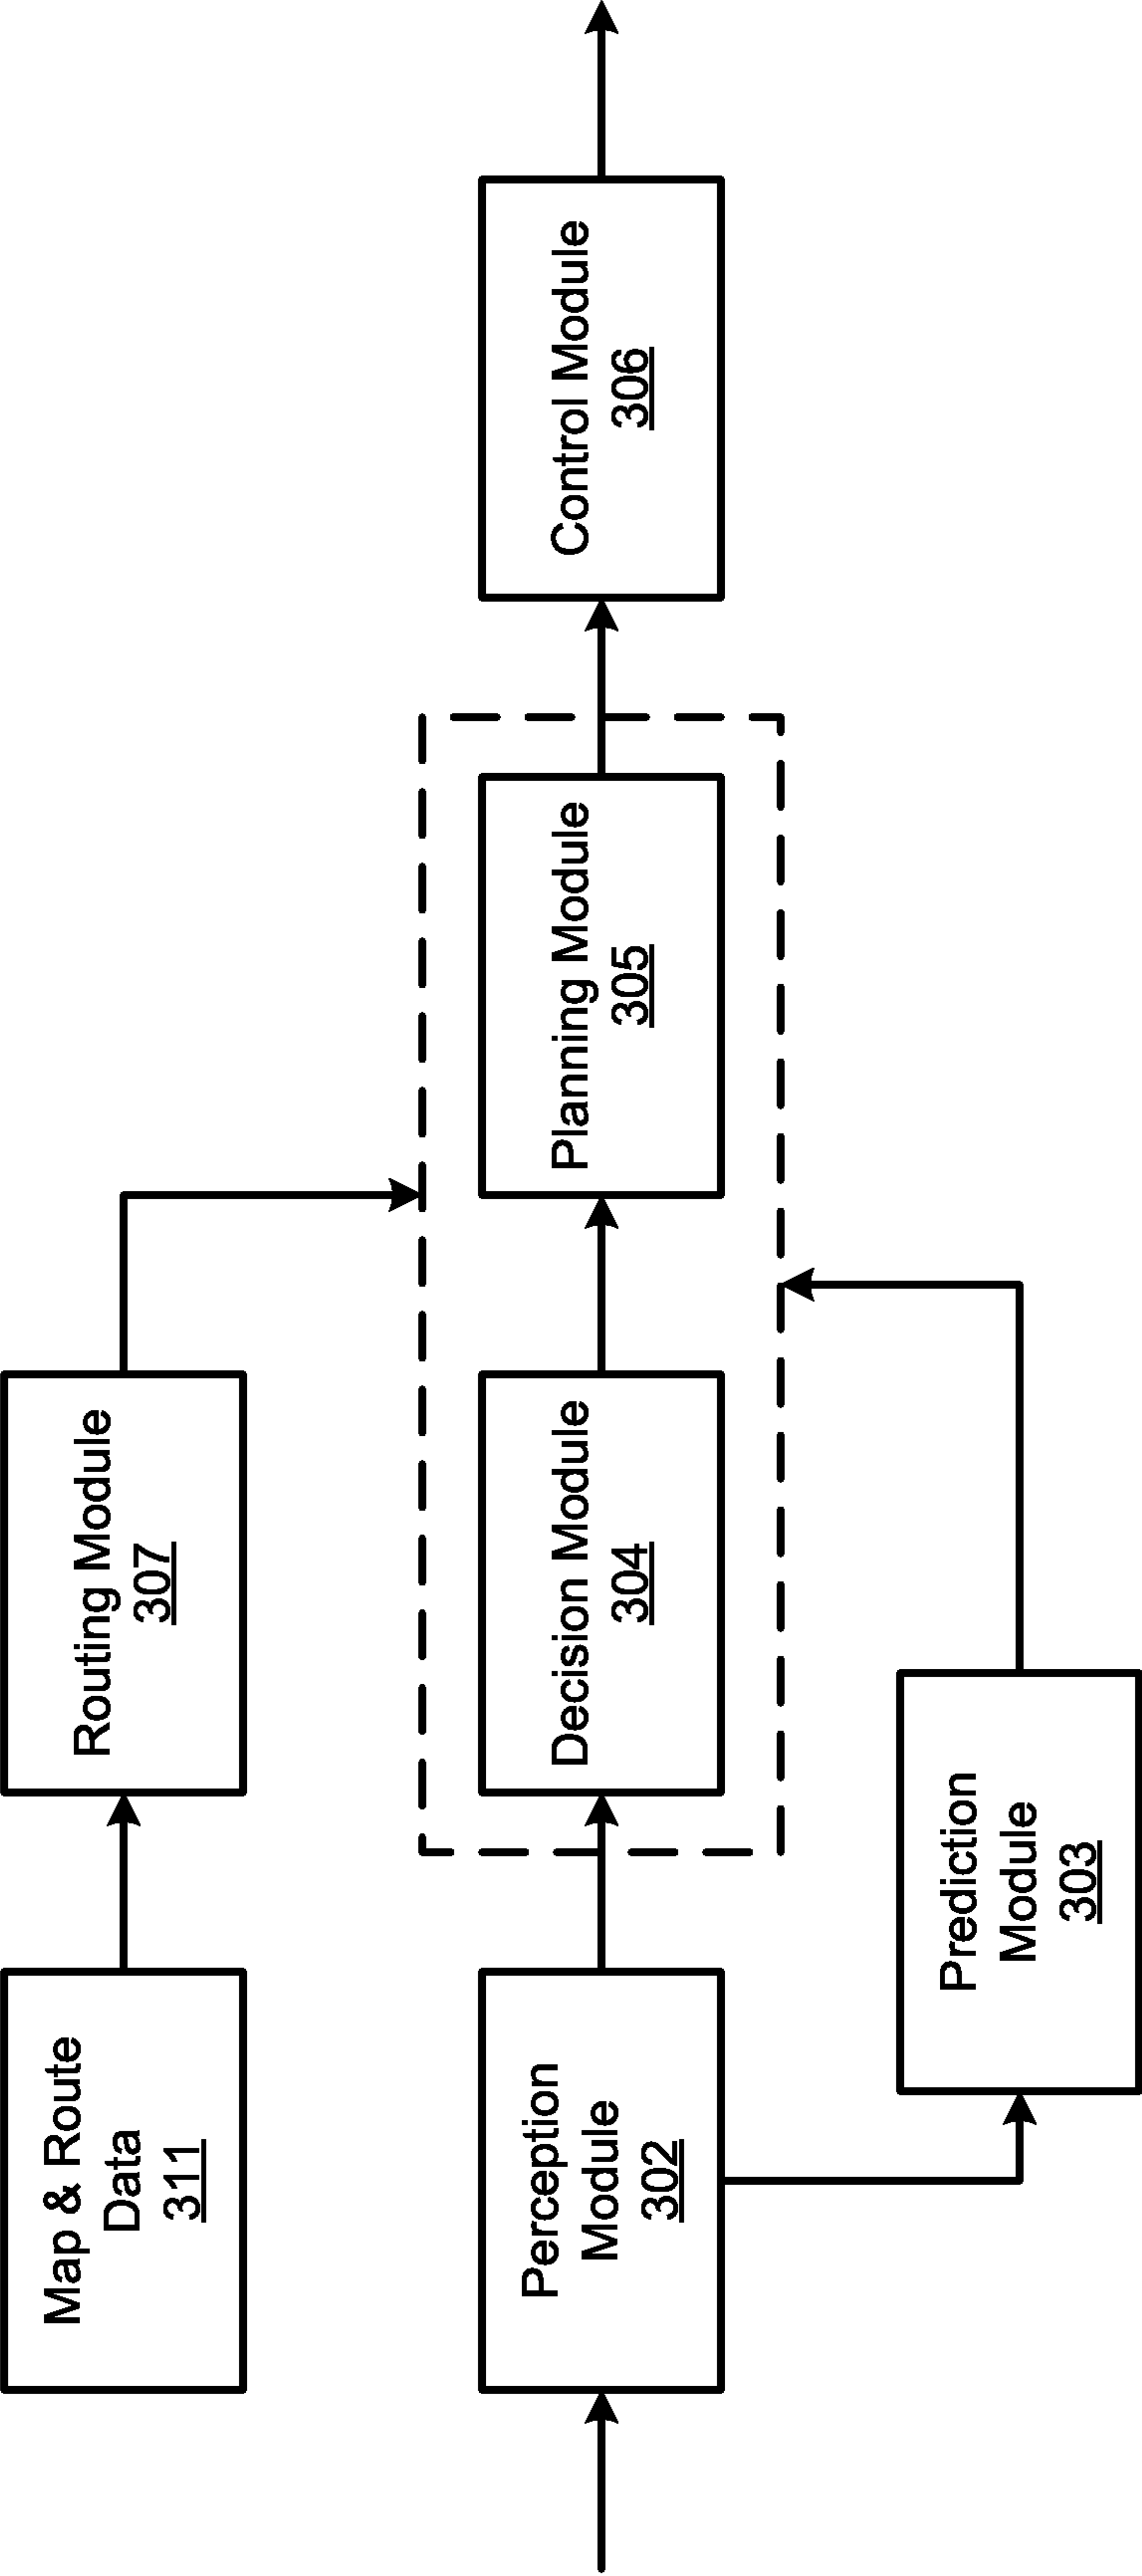 Map & Route
Data
311
Routing Module
307
Perception
Module
302
Decision Module
304
Planning Module
305
Control Module
306
Prediction
Module
303